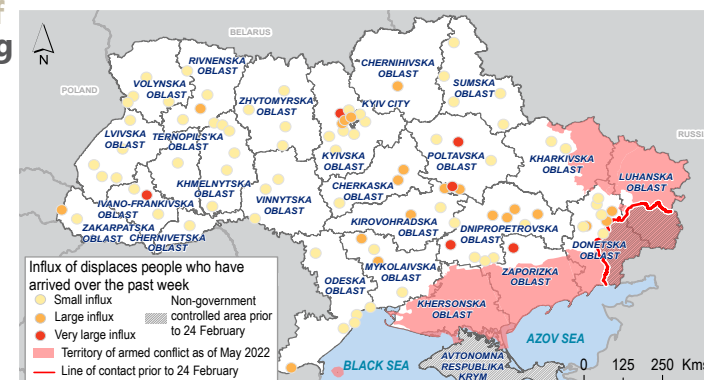 f
g
N
BELARUS
POLAND
RUSS
RIVNENSKA
OBLAST
VOLYNSKA
OBLAST
CHERNIHIVSKA
OBLAST
SUMSKA
OBLAST
ZHYTOMYRSKA
OBLAST
KYIV CITY
LVIVSKA
OBLAST
TERNOPILS'KA
OBLAST
KYIVSKA
OBLAST
POLTAVSKA
OBLAST
KHARKIVSKA
OBLAST
LUHANSKA
OBLAST
KHMELNYTSKA
OBLAST
CHERKASKA
OBLAST
VINNYTSKA
OBLAST
IVANO-FRANKIVSKA
OBLAST
ZAKARPATSKA
OBLAST
CHERNIVETSKA
OBLAST
KIROVOHRADSKA
OBLAST
DNIPROPETROVSKA
OBLAST
DONETSKA
OBLAST
ODESKA
OBLAST
MYKOLAIVSKA
OBLAST
ZAPORIZKA
OBLAST
KHERSONSKA
OBLAST
AZOV SEA
BLACK SEA
AVTONOMNA
RESPUBLIKA
KRYM
Influx of displaces people who have
arrived over the past week
Small influx
Large influx
Very large influx
Non-government
controlled area prior
to 24 February
Territory of armed conflict as of May 2022
Line of contact prior to 24 February
0 125 250 Kms